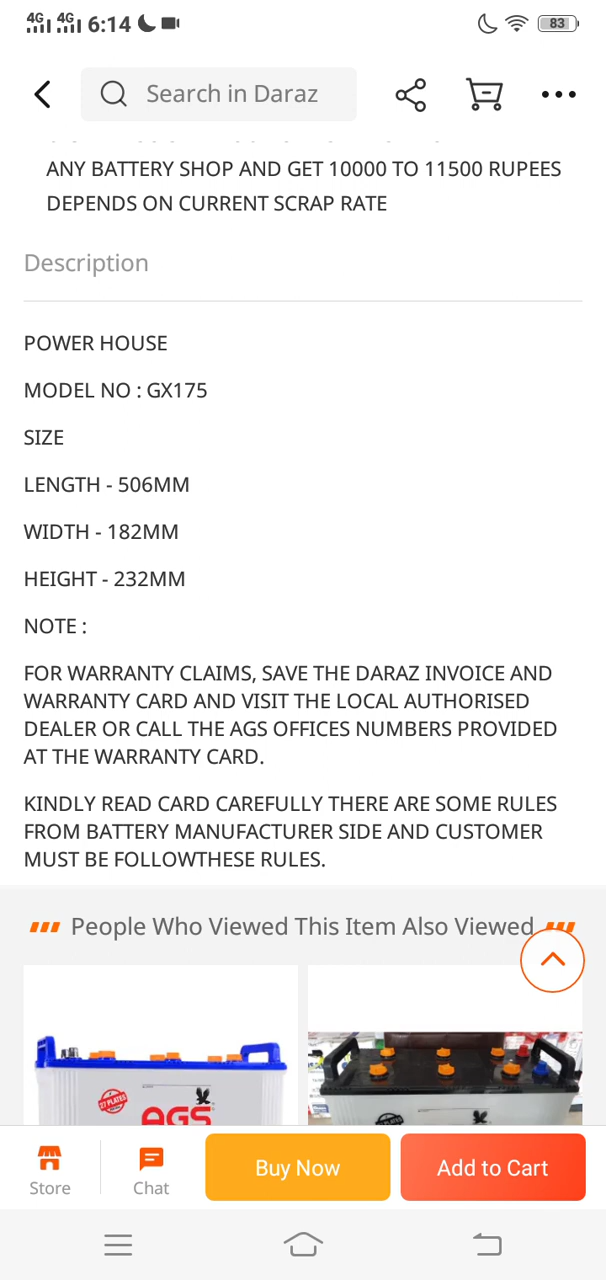 4G 4G 6:14 83
Search in Daraz
ANY BATTERY SHOP AND GET 10000 TO 11500 RUPEES
DEPENDS ON CURRENT SCRAP RATE
Description
POWER HOUSE
MODEL NO : GX175
SIZE
LENGTH - 506MM
WIDTH - 182MM
HEIGHT - 232MM
NOTE :
FOR WARRANTY CLAIMS, SAVE THE DARAZ INVOICE AND
WARRANTY CARD AND VISIT THE LOCAL AUTHORISED
DEALER OR CALL THE AGS OFFICES NUMBERS PROVIDED
AT THE WARRANTY CARD.
KINDLY READ CARD CAREFULLY THERE ARE SOME RULES
FROM BATTERY MANUFACTURER SIDE AND CUSTOMER
MUST BE FOLLOWTHESE RULES.
People Who Viewed This Item Also Viewed
27 PLATES
AGS
Store
Chat
Buy Now
Add to Cart